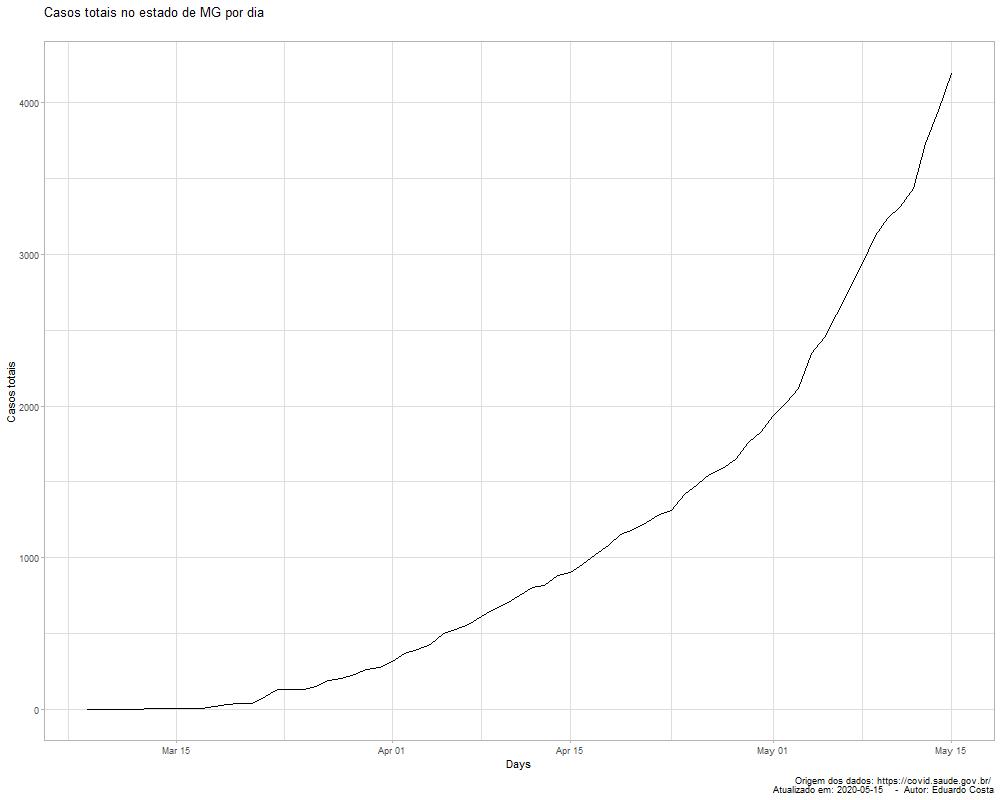 Casos totais no estado de MG por dia
4000
3000
2000
1000
0
Casos totais
Mar 15
Apr 01
Apr 15
May 01
May 15
Days
Origem dos dados: https://covid.saude.gov.br/
Atualizado em: 2020-05-15 - Autor: Eduardo Costa